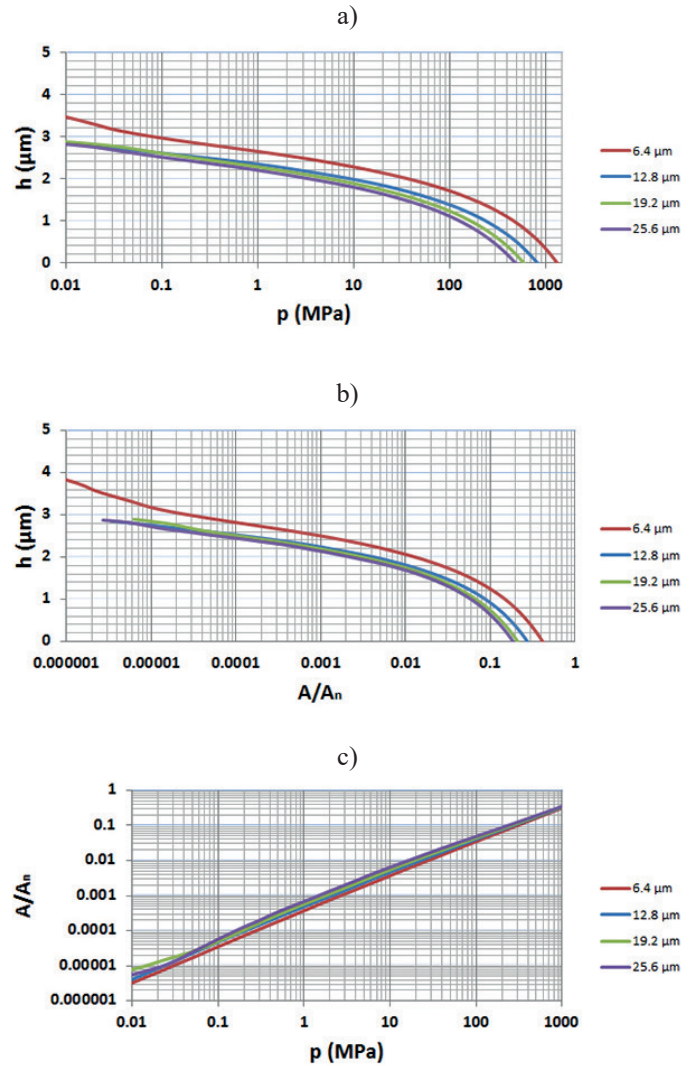 a)
5
4
3
2
1
0
h (µm)
0.01 0.1 1 10 100 1000
p (MPa)
6.4 µm
12.8 µm
19.2 µm
25.6 µm
b)
5
4
3
2
1
0
h (µm)
0.000001 0.00001 0.0001 0.001 0.01 0.1 1
A/Aₙ
6.4 µm
12.8 µm
19.2 µm
25.6 µm
c)
1
0.1
0.01
0.001
0.0001
0.00001
0.000001
A/Aₙ
0.01 0.1 1 10 100 1000
p (MPa)
6.4 µm
12.8 µm
19.2 µm
25.6 µm